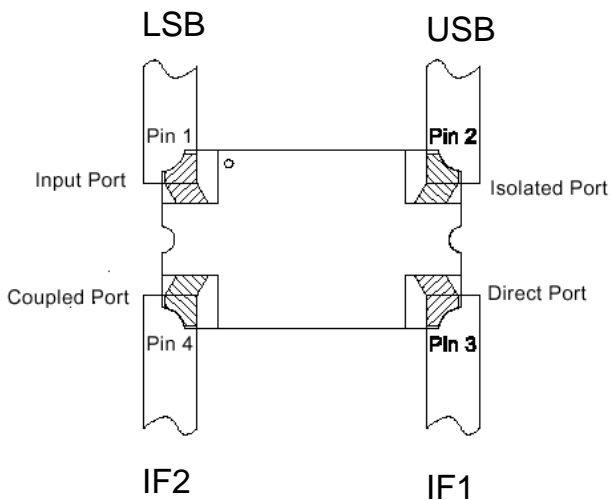 LSB
USB
Pin 1
Pin 2
Input Port
Isolated Port
Coupled Port
Direct Port
Pin 4
Pin 3
IF2
IF1